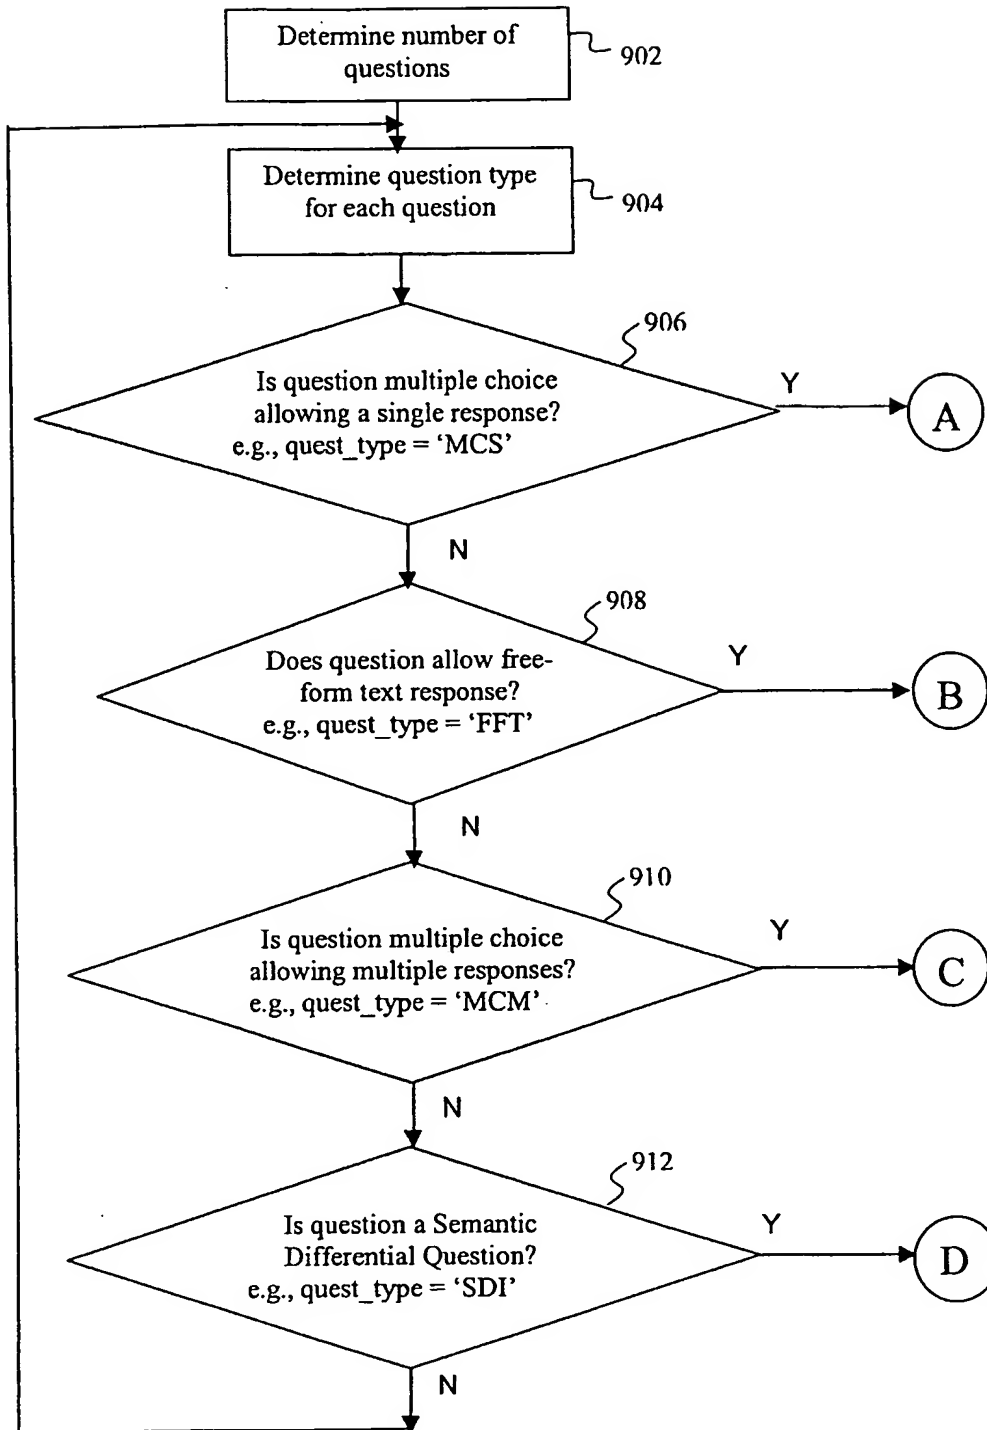 Determine number of
questions
902
Determine question type
for each question
904
906
Is question multiple choice
allowing a single response?
e.g., quest_type = ‘MCS’
Y
A
N
908
Does question allow free-
form text response?
e.g., quest_type = ‘FFT’
Y
B
N
910
Is question multiple choice
allowing multiple responses?
e.g., quest_type = ‘MCM’
Y
C
N
912
Is question a Semantic
Differential Question?
e.g., quest_type = ‘SDI’
Y
D
N